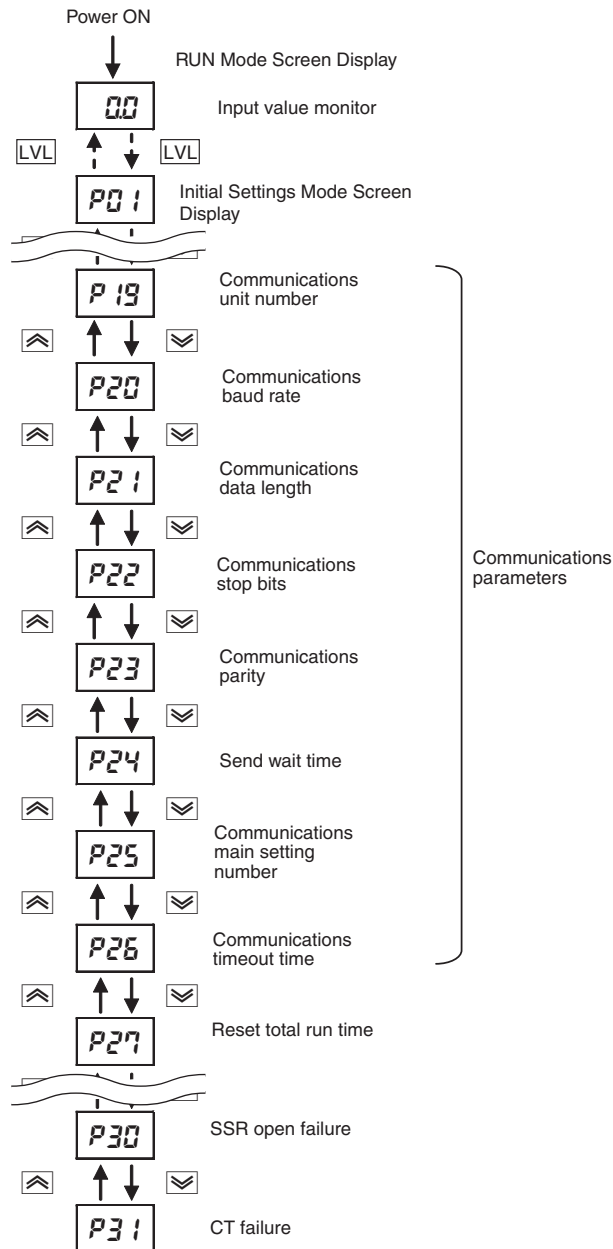 Power ON
RUN Mode Screen Display
0.0
Input value monitor
LVL
LVL
P01
Initial Settings Mode Screen
Display
P19
Communications
unit number
P20
Communications
baud rate
P21
Communications
data length
P22
Communications
stop bits
Communications
parameters
P23
Communications
parity
P24
Send wait time
P25
Communications
main setting
number
P26
Communications
timeout time
P27
Reset total run time
P30
SSR open failure
P31
CT failure